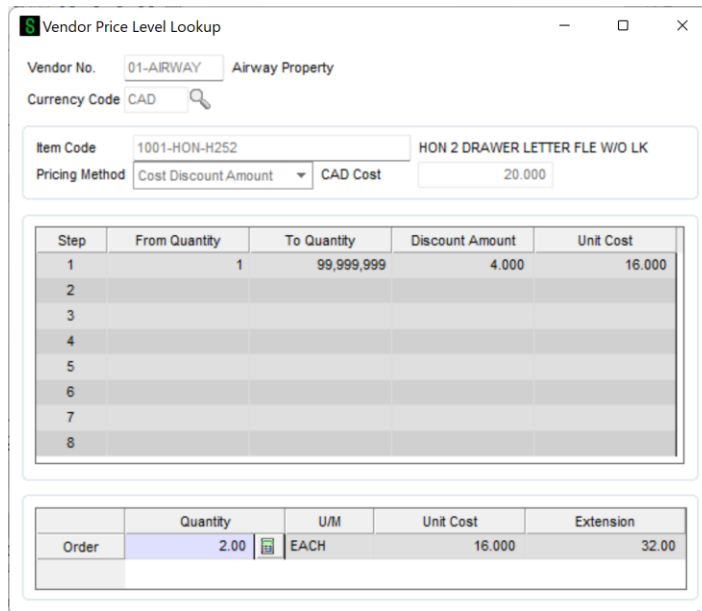 S Vendor Price Level Lookup
Vendor No. 01-AIRWAY Airway Property
Currency Code CAD
Item Code 1001-HON-H252 HON 2 DRAWER LETTER FLE W/O LK
Pricing Method Cost Discount Amount CAD Cost 20.000
Step From Quantity To Quantity Discount Amount Unit Cost
1 1 99,999,999 4.000 16.000
2
3
4
5
6
7
8
Quantity U/M Unit Cost Extension
Order 2.00 EACH 16.000 32.00